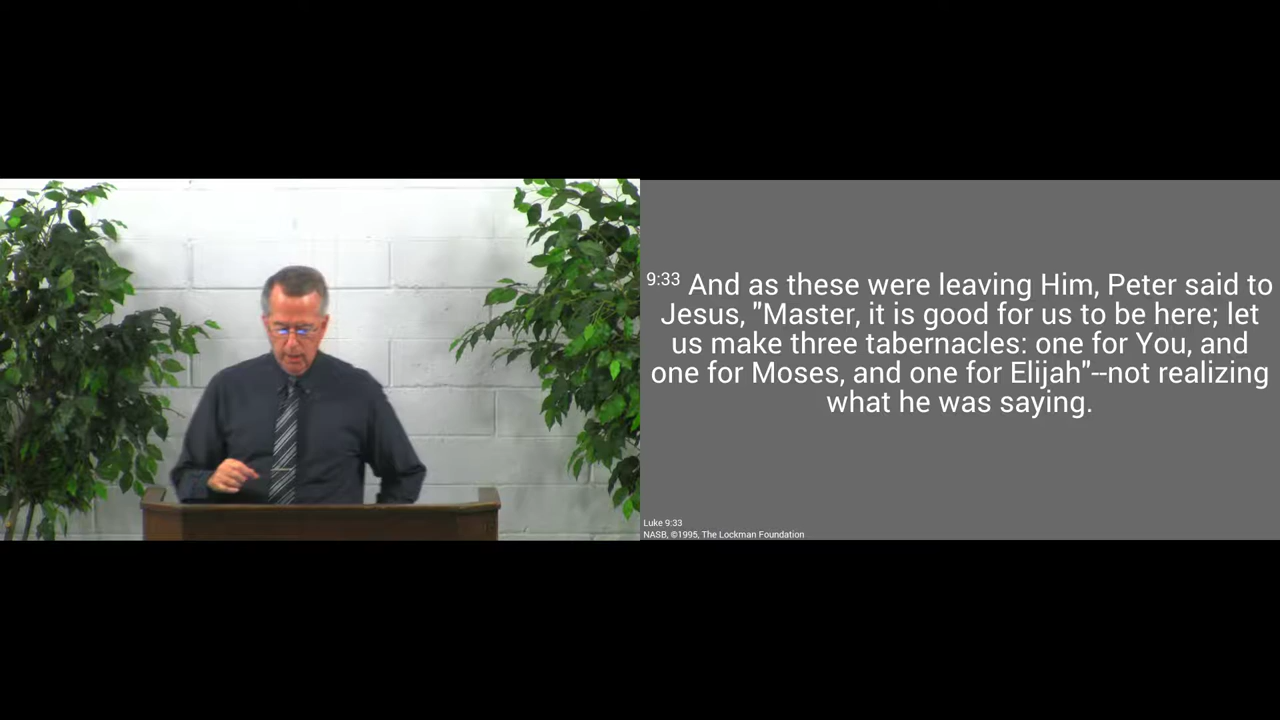 9:33 And as these were leaving Him, Peter said to
Jesus, "Master, it is good for us to be here; let
us make three tabernacles: one for You, and
one for Moses, and one for Elijah"--not realizing
what he was saying.
Luke 9:33
NASB, ©1995, The Lockman Foundation